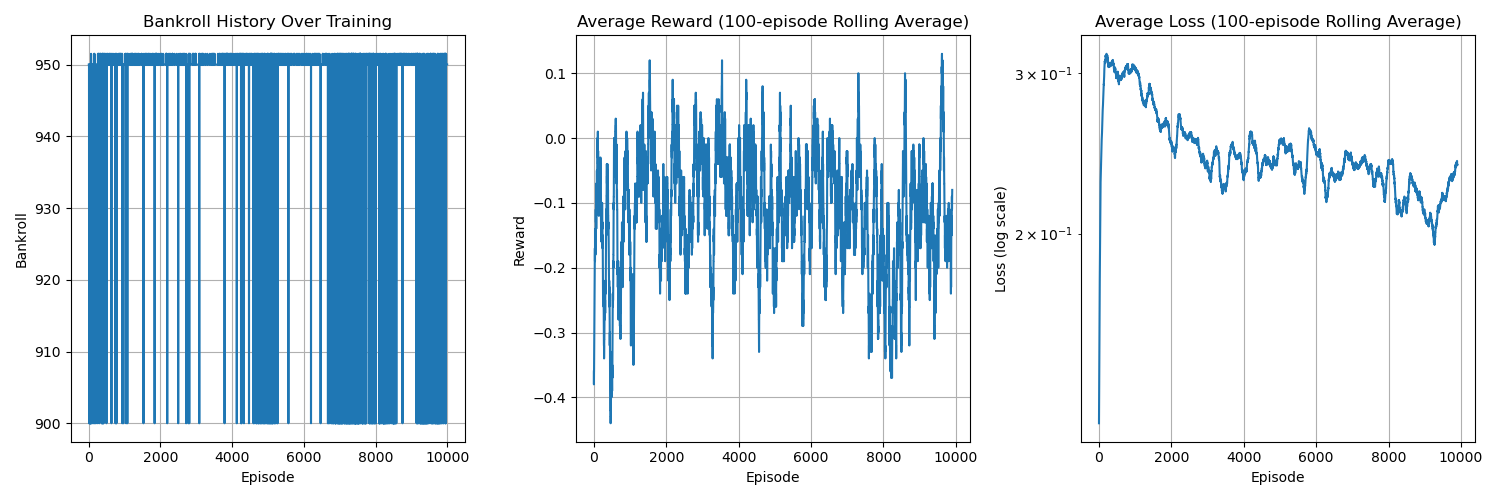 Bankroll History Over Training
Bankroll
950
940
930
920
910
900
0 2000 4000 6000 8000 10000
Episode
Average Reward (100-episode Rolling Average)
Reward
0.1
0.0
−0.1
−0.2
−0.3
−0.4
0 2000 4000 6000 8000 10000
Episode
Average Loss (100-episode Rolling Average)
Loss (log scale)
3 × 10⁻¹
2 × 10⁻¹
0 2000 4000 6000 8000 10000
Episode